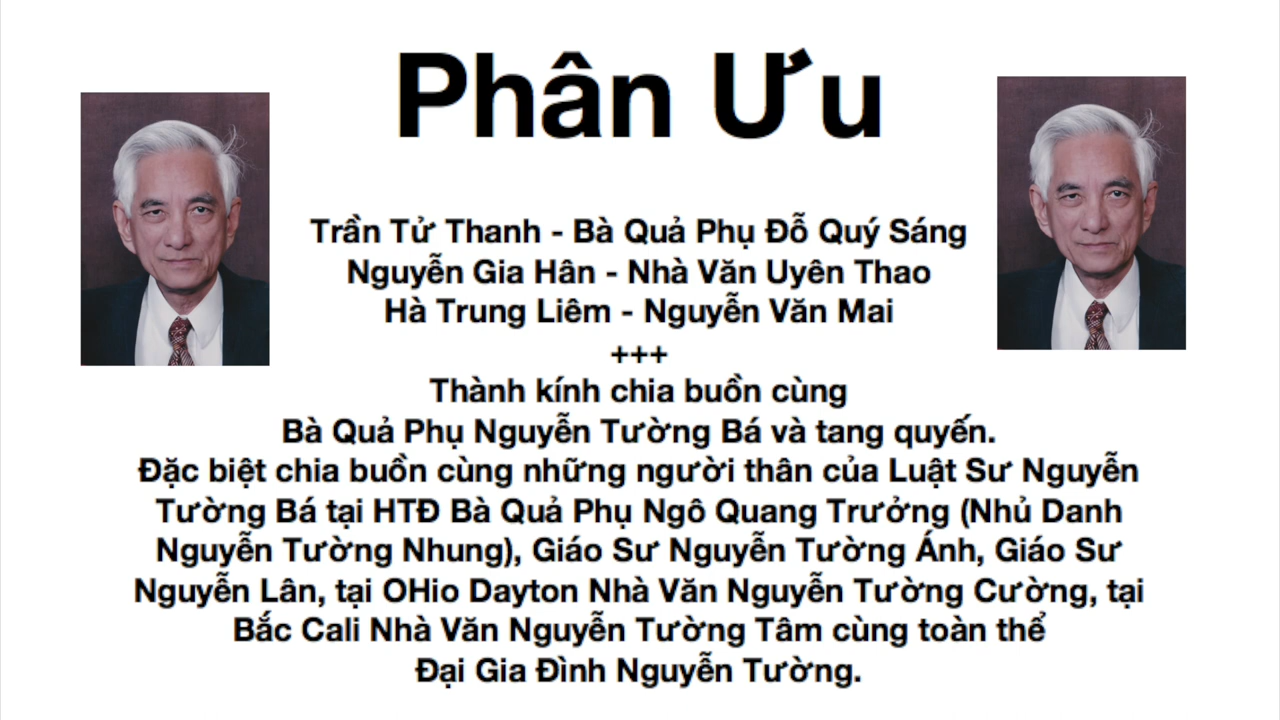 Phân Ưu
Trần Tử Thanh - Bà Quả Phụ Đỗ Quý Sáng
Nguyễn Gia Hân - Nhà Văn Uyên Thao
Hà Trung Liêm - Nguyễn Văn Mai
+++
Thành kính chia buồn cùng
Bà Quả Phụ Nguyễn Tường Bá và tang quyến.
Đặc biệt chia buồn cùng những người thân của Luật Sư Nguyễn
Tường Bá tại HTĐ Bà Quả Phụ Ngô Quang Trưởng (Nhủ Danh
Nguyễn Tường Nhung), Giáo Sư Nguyễn Tường Ánh, Giáo Sư
Nguyễn Lân, tại OHio Dayton Nhà Văn Nguyễn Tường Cường, tại
Bắc Cali Nhà Văn Nguyễn Tường Tâm cùng toàn thể
Đại Gia Đình Nguyễn Tường.